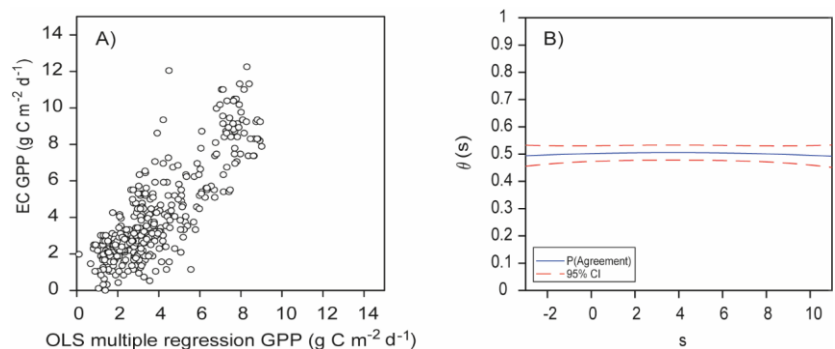 A)
14
12
10
8
6
4
2
0
EC GPP (g C m⁻² d⁻¹)
0 2 4 6 8 10 12 14
OLS multiple regression GPP (g C m⁻² d⁻¹)
B)
1
0.9
0.8
0.7
0.6
0.5
0.4
0.3
0.2
0.1
0
θ (s)
P(Agreement)
95% CI
-2 0 2 4 6 8 10
s